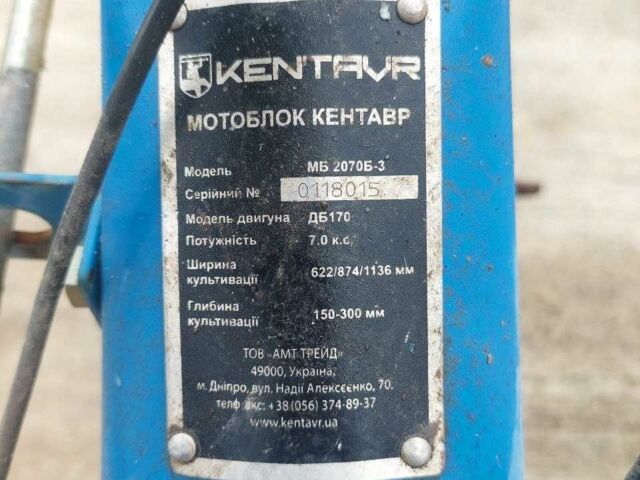 KENTAVR
МОТОБЛОК КЕНТАВР
Модель МБ 2070Б-3
Серійний № 0118015
Модель двигуна ДБ170
Потужність 7.0 к.с.
Ширина
культивації 622/874/1136 мм
Глибина
культивації 150-300 мм
ТОВ «АМТ ТРЕЙД»
49000, Україна,
м. Дніпро, вул. Надії Алексєєнко, 70.
тел./факс: +38 (056) 374-89-37
www.kentavr.ua